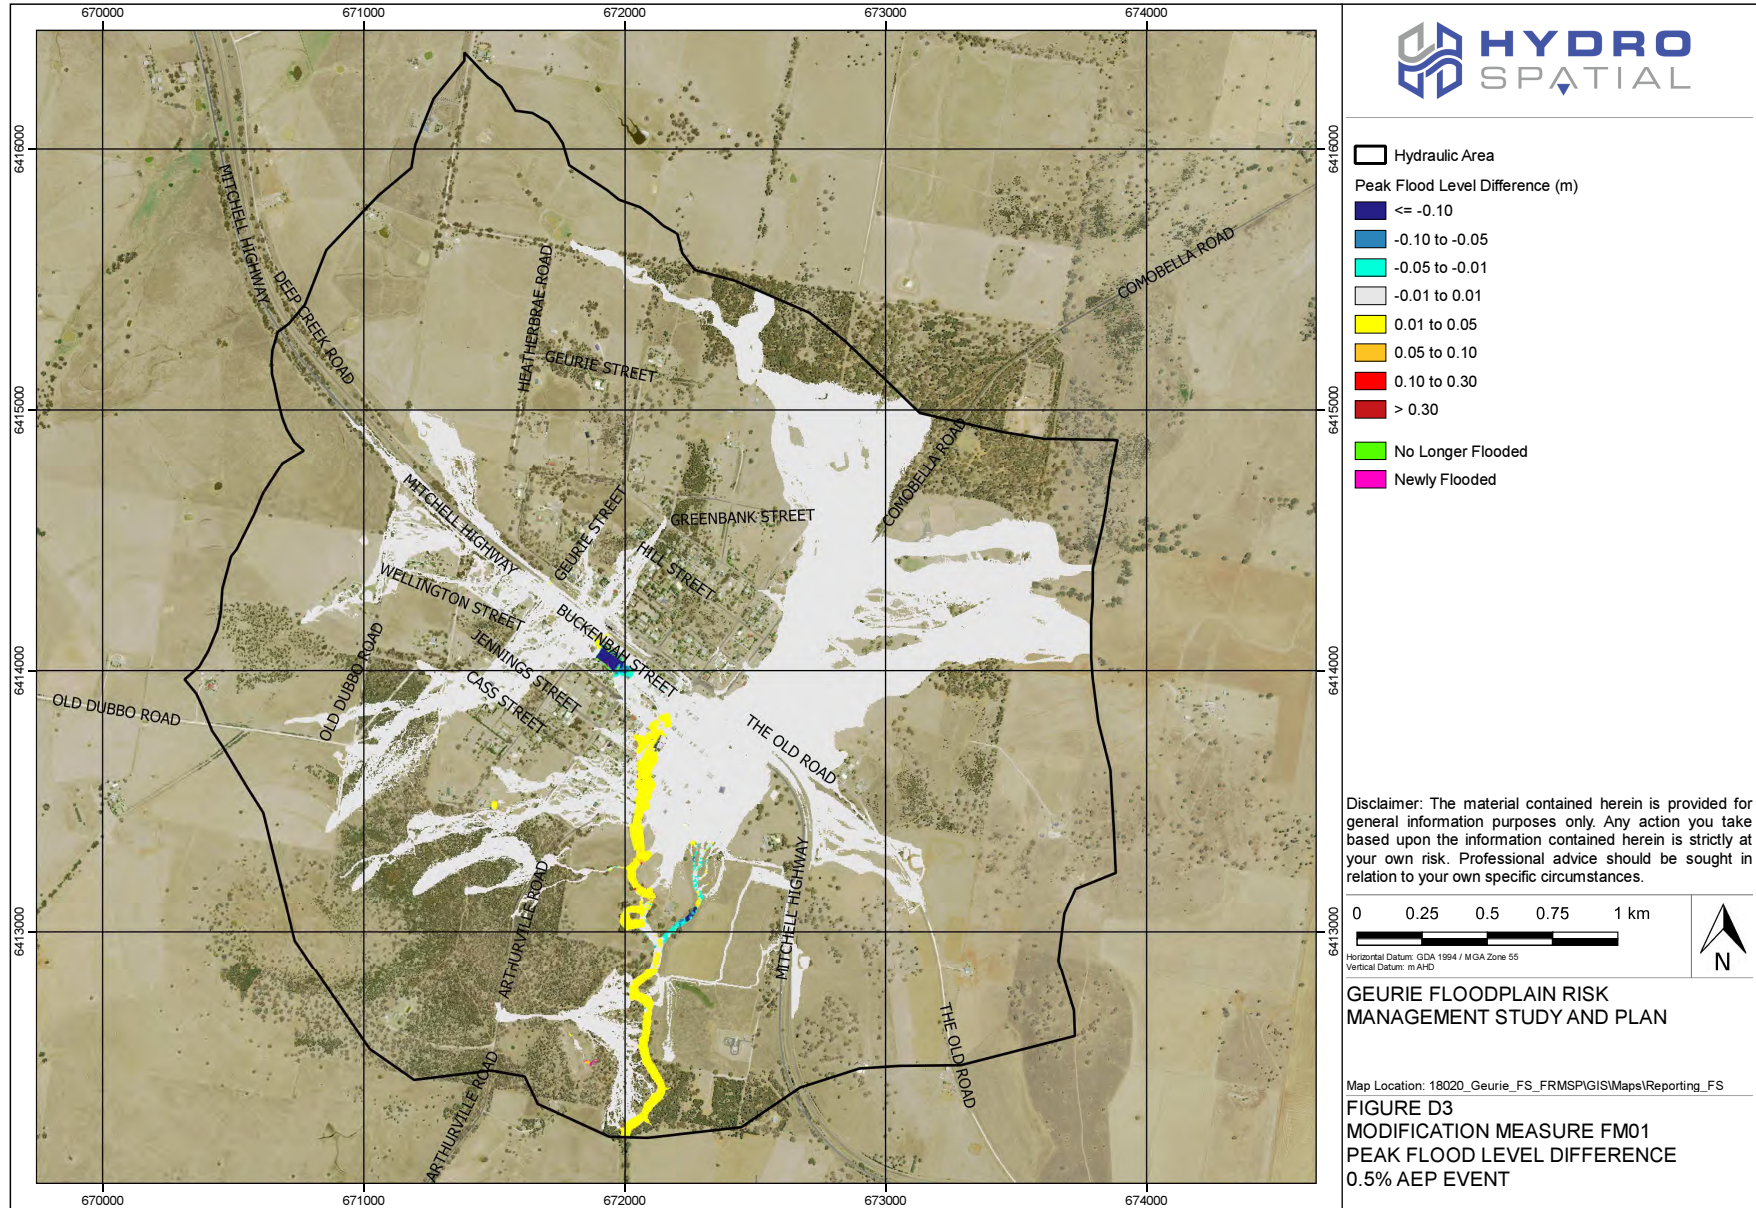 670000
671000
672000
673000
674000
6416000
6416000
6415000
6415000
6414000
6414000
6413000
6413000
MITCHELL HIGHWAY
DEEP CREEK ROAD
HEATHERBRAE ROAD
GEURIE STREET
COMOBELLA ROAD
COMOBELLA ROAD
MITCHELL HIGHWAY
GEURIE STREET
GREENBANK STREET
HILL STREET
WELLINGTON STREET
BUCKENBAH STREET
JENNINGS STREET
CASS STREET
OLD DUBBO ROAD
OLD DUBBO ROAD
THE OLD ROAD
MITCHELL HIGHWAY
ARTHURVILLE ROAD
ARTHURVILLE ROAD
THE OLD ROAD
670000
671000
672000
673000
674000
HYDRO
SPATIAL
Hydraulic Area
Peak Flood Level Difference (m)
<= -0.10
-0.10 to -0.05
-0.05 to -0.01
-0.01 to 0.01
0.01 to 0.05
0.05 to 0.10
0.10 to 0.30
> 0.30
No Longer Flooded
Newly Flooded
Disclaimer: The material contained herein is provided for
general information purposes only. Any action you take
based upon the information contained herein is strictly at
your own risk. Professional advice should be sought in
relation to your own specific circumstances.
0 0.25 0.5 0.75 1 km
Horizontal Datum: GDA 1994 / MGA Zone 55
Vertical Datum: m AHD
N
GEURIE FLOODPLAIN RISK
MANAGEMENT STUDY AND PLAN
Map Location: 18020_Geurie_FS_FRMSP\GIS\Maps\Reporting_FS
FIGURE D3
MODIFICATION MEASURE FM01
PEAK FLOOD LEVEL DIFFERENCE
0.5% AEP EVENT